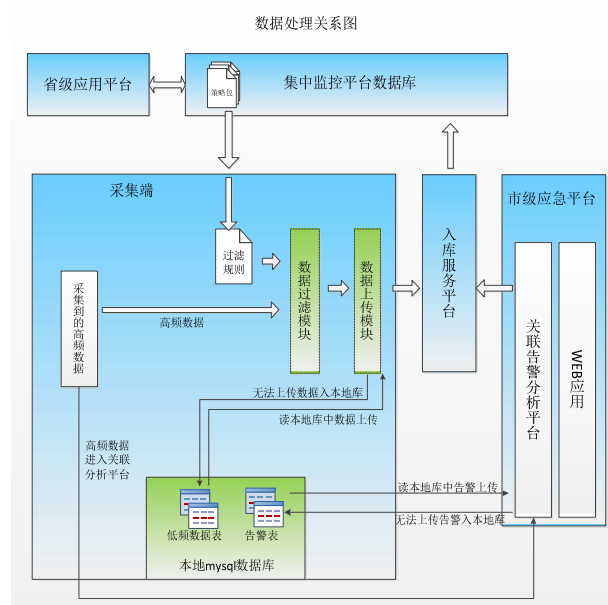 数据处理关系图
省级应用平台
策略包
集中监控平台数据库
采集端
市级应急平台
过滤
规则
采集到的高频数据
高频数据
数据过滤模块
数据上传模块
入库服务平台
关联告警分析平台
WEB应用
无法上传数据入本地库
读本地库中数据上传
高频数据
进入关联
分析平台
读本地库中告警上传
无法上传告警入本地库
低频数据表
告警表
本地mysql数据库